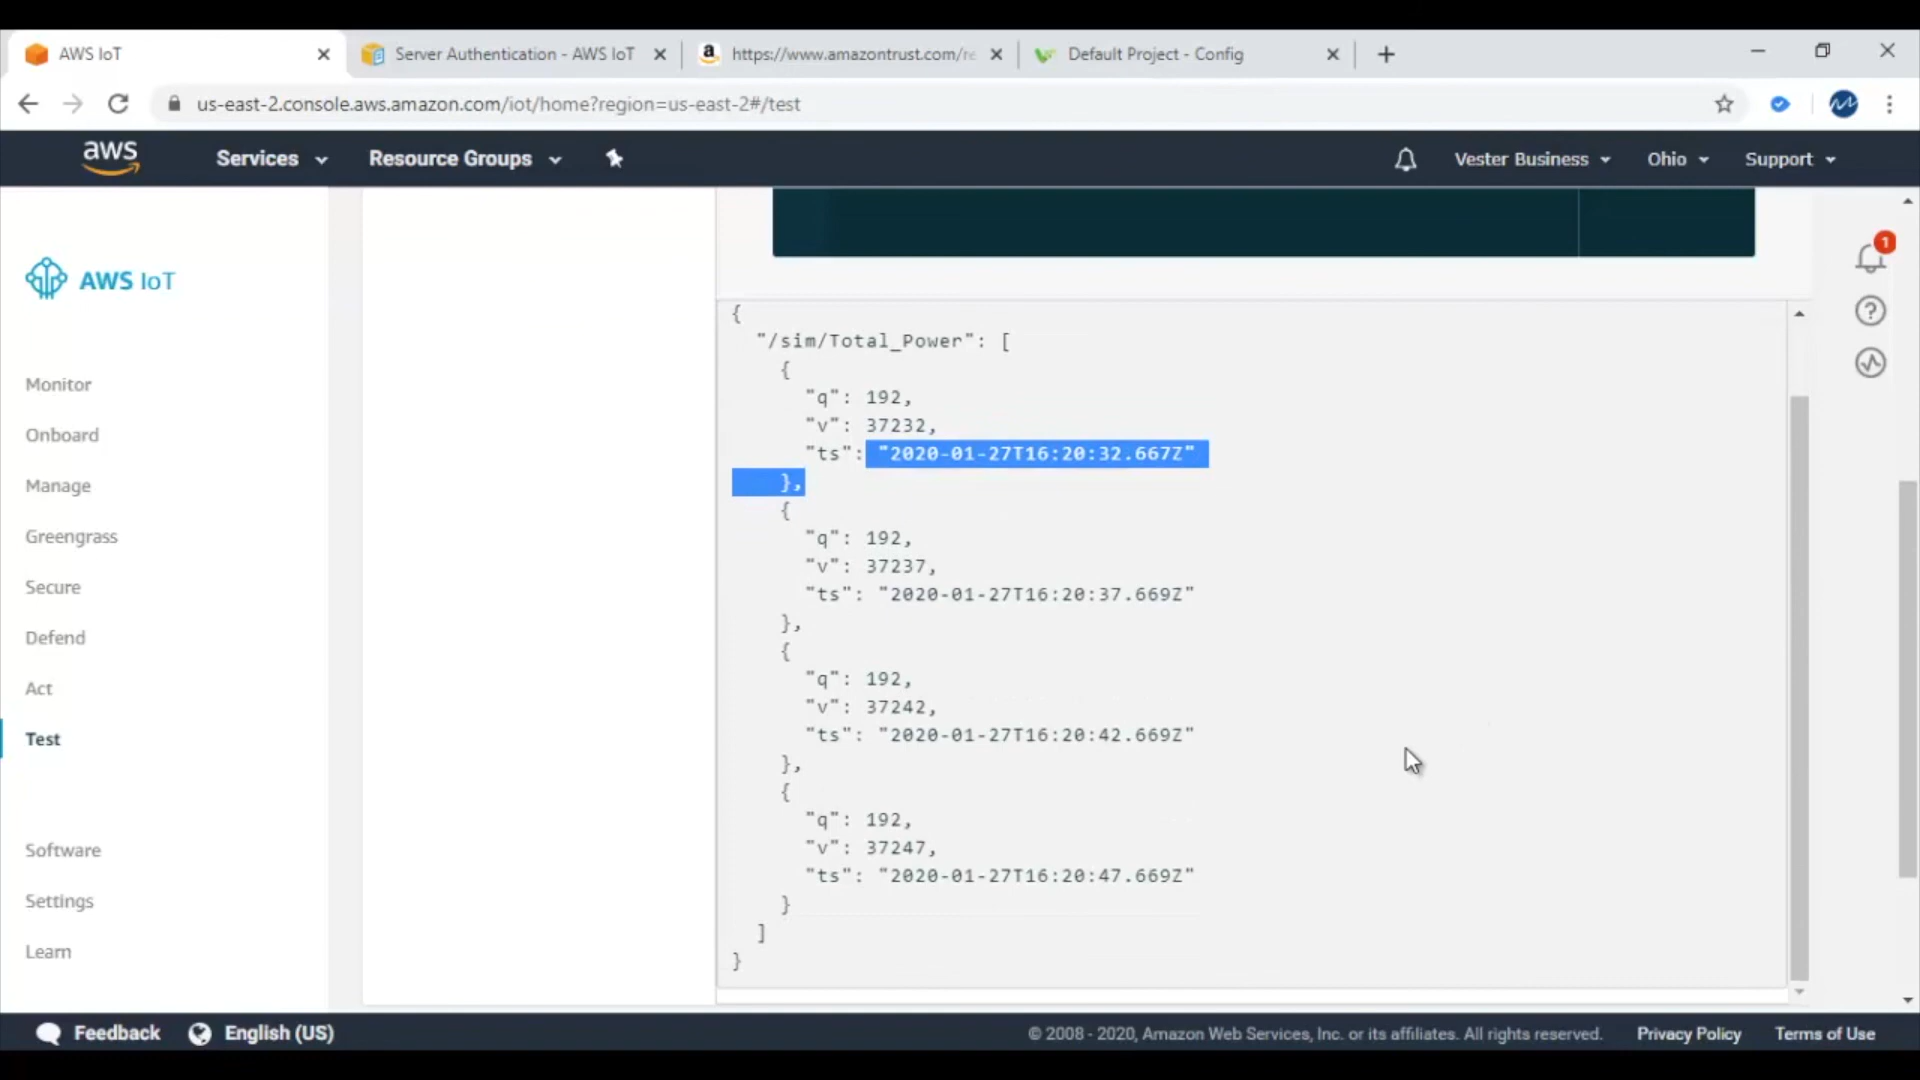 AWS IoT
Server Authentication - AWS IoT
https://www.amazontrust.com/re
Default Project - Config
us-east-2.console.aws.amazon.com/iot/home?region=us-east-2#/test
aws
Services
Resource Groups
Vester Business
Ohio
Support
1
AWS IoT
Monitor
Onboard
Manage
Greengrass
Secure
Defend
Act
Test
Software
Settings
Learn
{
"/sim/Total_Power": [
{
"q": 192,
"v": 37232,
"ts": "2020-01-27T16:20:32.667Z"
},
{
"q": 192,
"v": 37237,
"ts": "2020-01-27T16:20:37.669Z"
},
{
"q": 192,
"v": 37242,
"ts": "2020-01-27T16:20:42.669Z"
},
{
"q": 192,
"v": 37247,
"ts": "2020-01-27T16:20:47.669Z"
}
]
}
Feedback
English (US)
© 2008 - 2020, Amazon Web Services, Inc. or its affiliates. All rights reserved.
Privacy Policy
Terms of Use